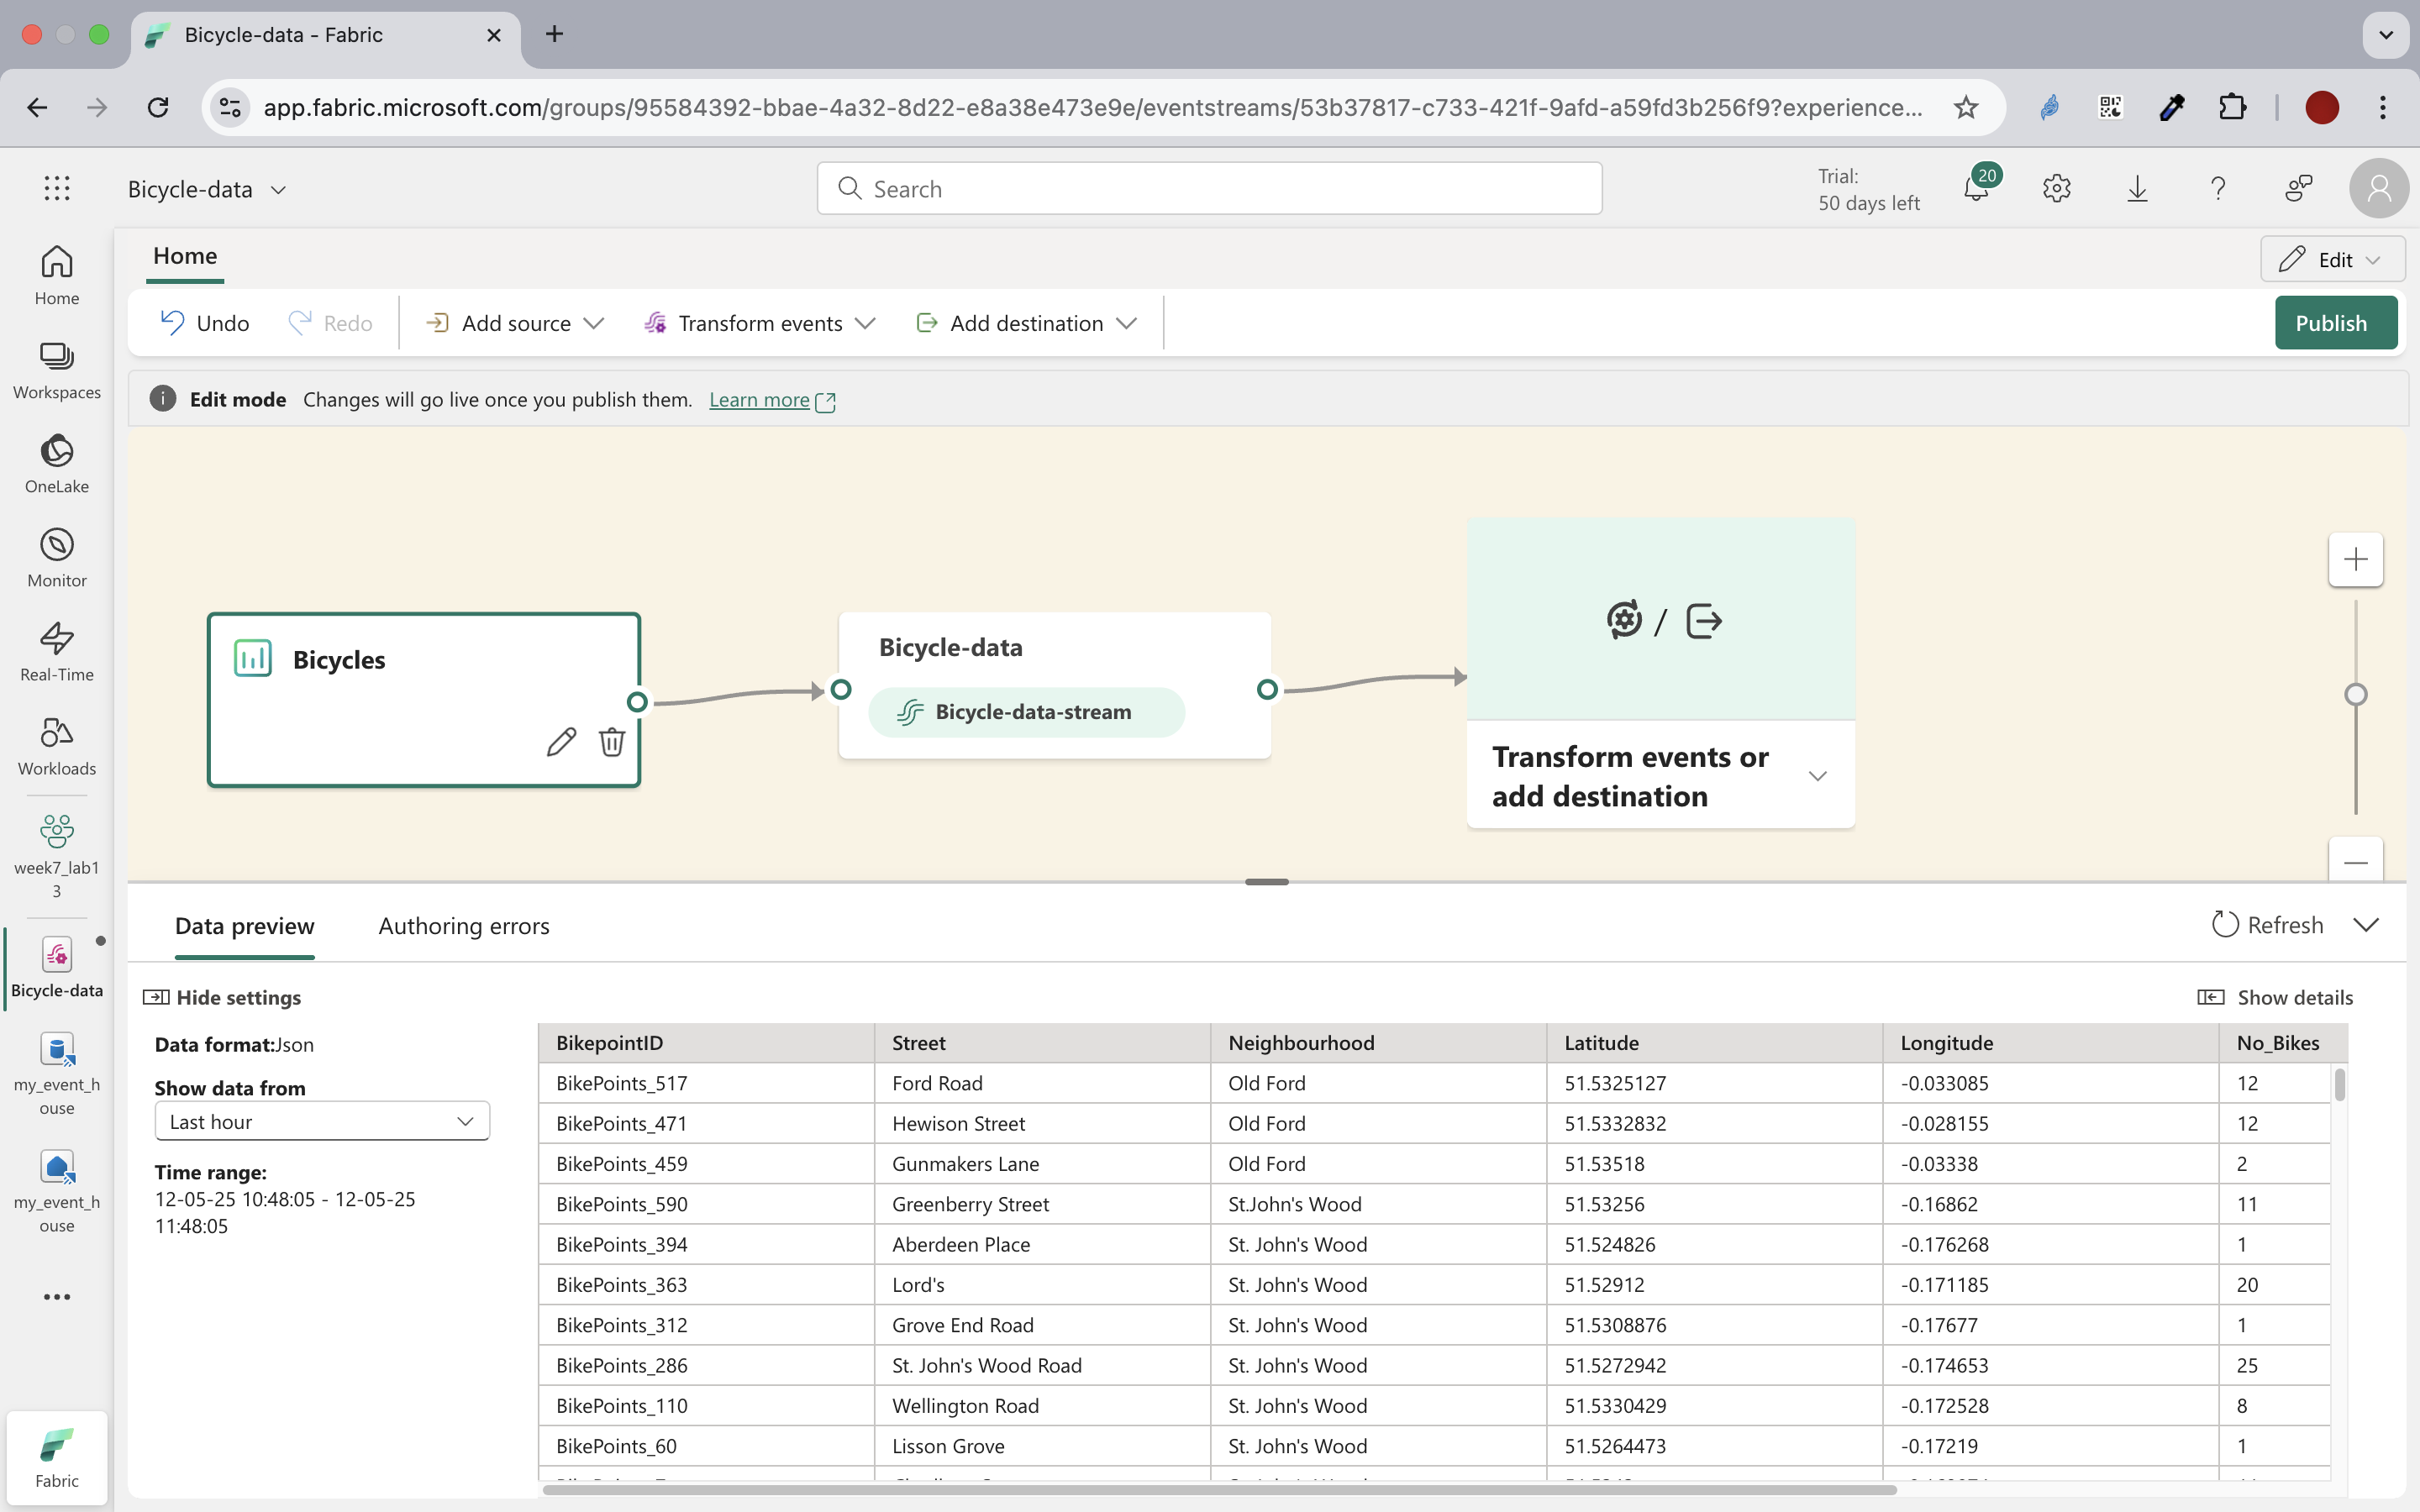 Bicycle-data - Fabric
app.fabric.microsoft.com/groups/95584392-bbae-4a32-8d22-e8a38e473e9e/eventstreams/53b37817-c733-421f-9afd-a59fd3b256f9?experience...
Bicycle-data
Search
Trial:
50 days left
20
Home
Edit
Undo
Redo
Add source
Transform events
Add destination
Publish
Edit mode Changes will go live once you publish them. Learn more
Home
Workspaces
OneLake
Monitor
Real-Time
Workloads
week7_lab1
3
Bicycle-data
my_event_h
ouse
my_event_h
ouse
Fabric
Bicycles
Bicycle-data
Bicycle-data-stream
/
Transform events or
add destination
Data preview
Authoring errors
Refresh
Hide settings
Show details
Data format:Json
Show data from
Last hour
Time range:
12-05-25 10:48:05 - 12-05-25
11:48:05
BikepointID Street Neighbourhood Latitude Longitude No_Bikes
BikePoints_517 Ford Road Old Ford 51.5325127 -0.033085 12
BikePoints_471 Hewison Street Old Ford 51.5332832 -0.028155 12
BikePoints_459 Gunmakers Lane Old Ford 51.53518 -0.03338 2
BikePoints_590 Greenberry Street St.John's Wood 51.53256 -0.16862 11
BikePoints_394 Aberdeen Place St. John's Wood 51.524826 -0.176268 1
BikePoints_363 Lord's St. John's Wood 51.52912 -0.171185 20
BikePoints_312 Grove End Road St. John's Wood 51.5308876 -0.17677 1
BikePoints_286 St. John's Wood Road St. John's Wood 51.5272942 -0.174653 25
BikePoints_110 Wellington Road St. John's Wood 51.5330429 -0.172528 8
BikePoints_60 Lisson Grove St. John's Wood 51.5264473 -0.17219 1